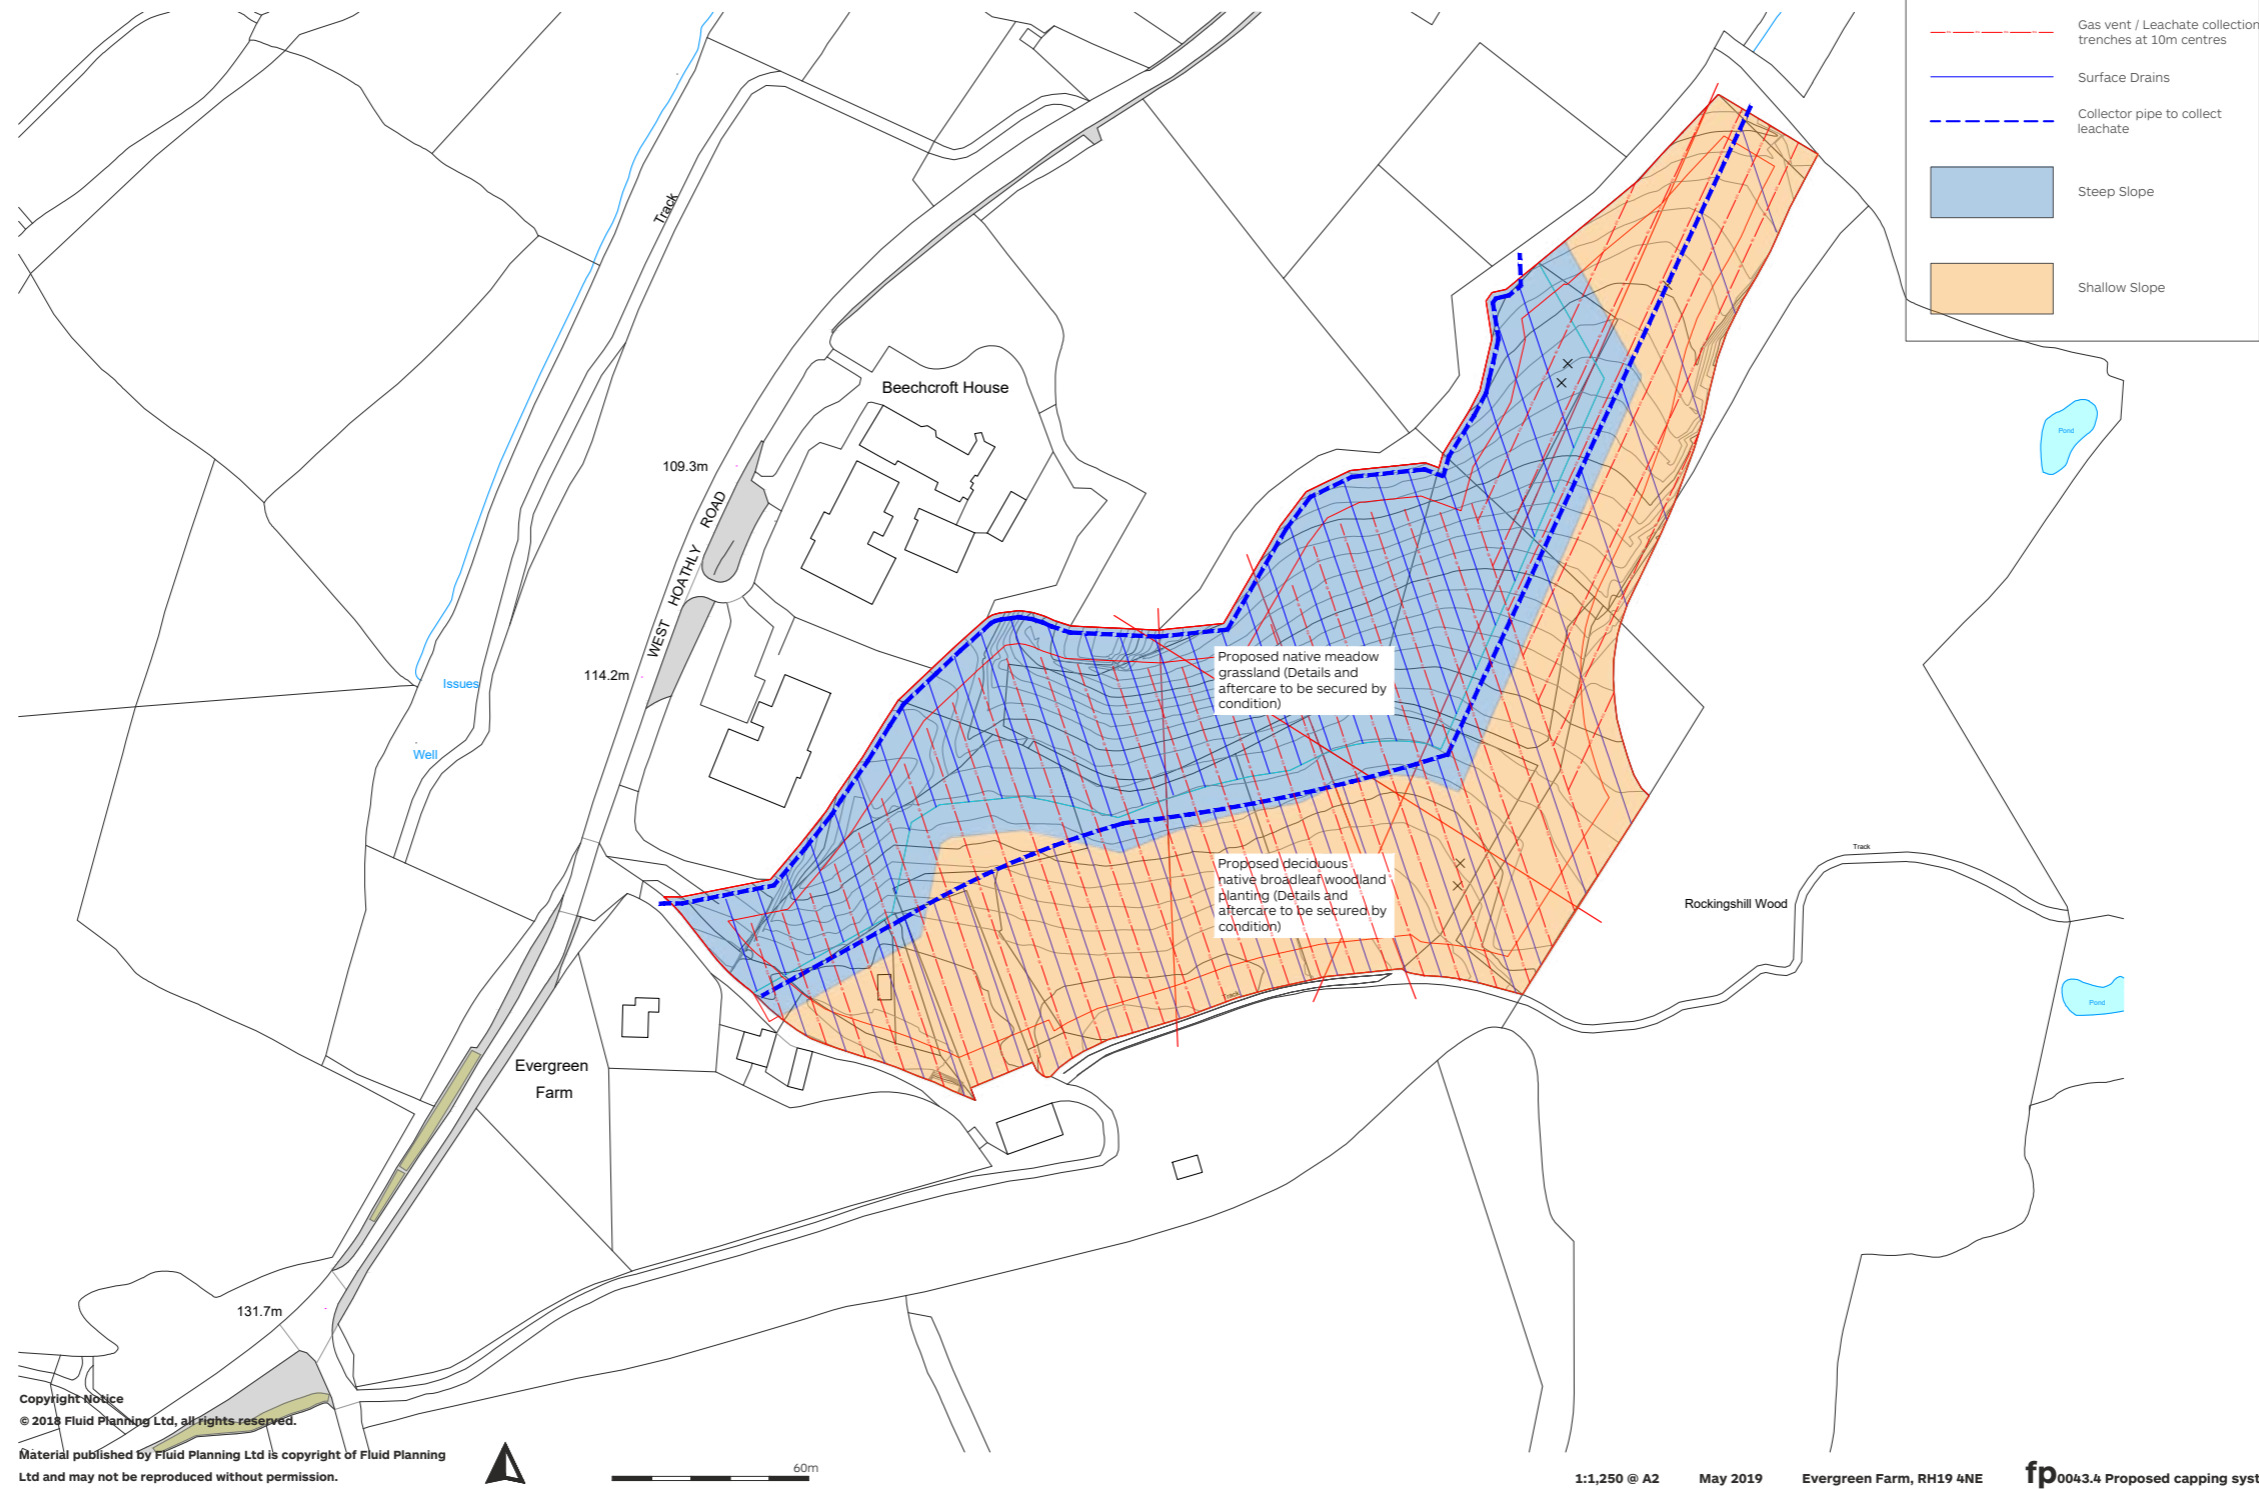 Gas vent / Leachate collection
trenches at 10m centres
Surface Drains
Collector pipe to collect
leachate
Steep Slope
Shallow Slope
Track
Beechcroft House
109.3m
WEST HOATHLY ROAD
114.2m
Issues
Well
Pond
Proposed native meadow
grassland (Details and
aftercare to be secured by
condition)
Proposed deciduous
native broadleaf woodland
planting (Details and
aftercare to be secured by
condition)
Track
Rockingshill Wood
Track
Pond
Evergreen
Farm
131.7m
Copyright Notice
© 2018 Fluid Planning Ltd, all rights reserved.
Material published by Fluid Planning Ltd is copyright of Fluid Planning
Ltd and may not be reproduced without permission.
60m
1:1,250 @ A2
May 2019
Evergreen Farm, RH19 4NE
fp0043.4 Proposed capping syst